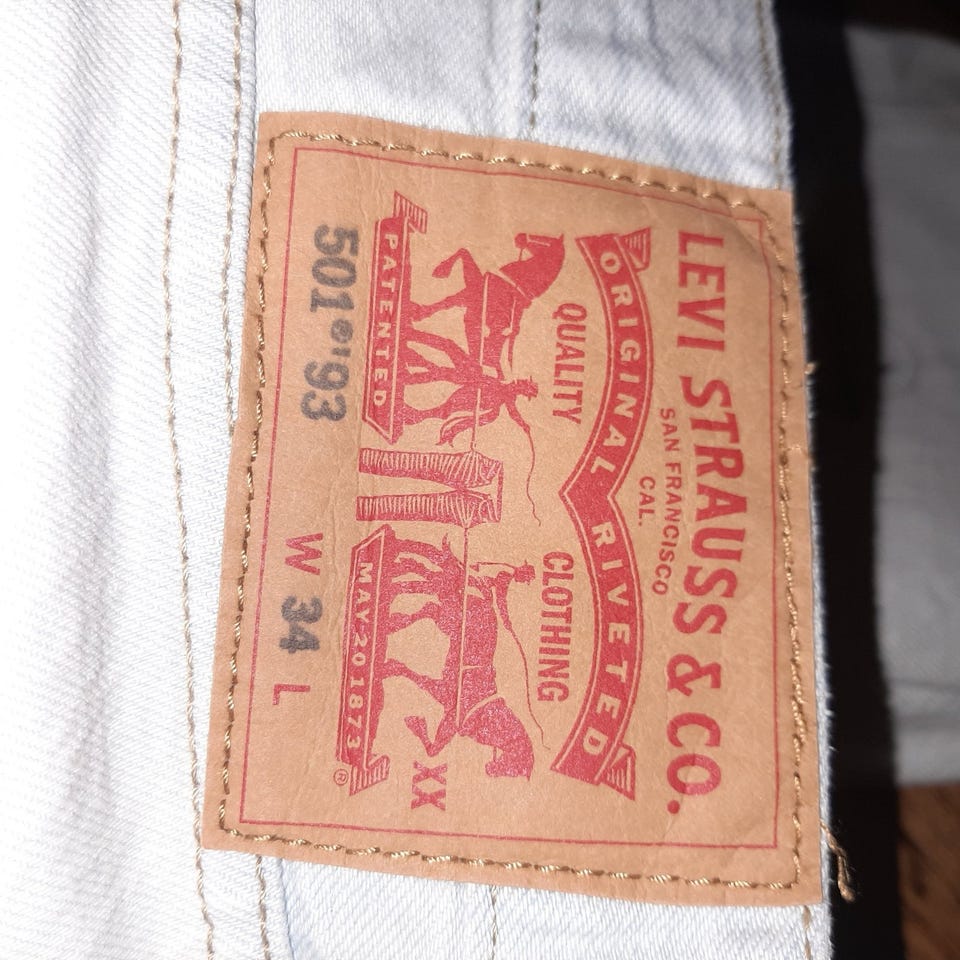 LEVI STRAUSS & CO.
SAN FRANCISCO
CAL.
ORIGINAL RIVETED
QUALITY CLOTHING
XX
PATENTED MAY 20 1873 ®
501®'93 W 34 L